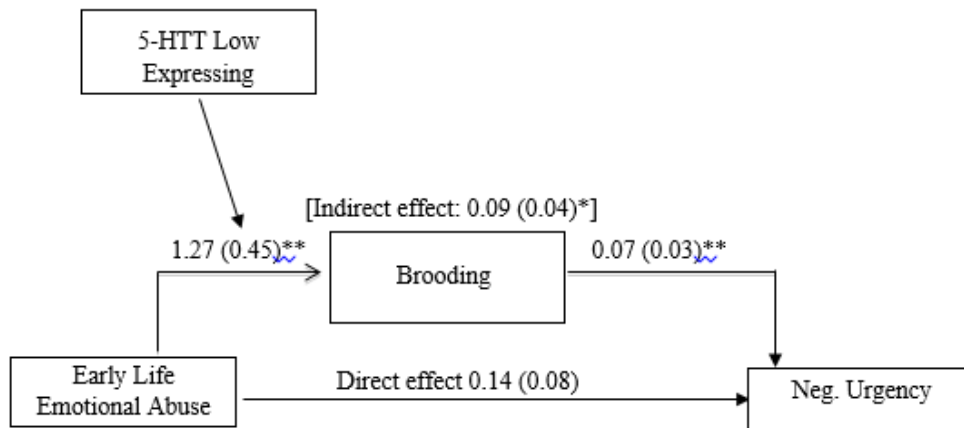 5-HTT Low
Expressing
[Indirect effect: 0.09 (0.04)*]
1.27 (0.45)**
0.07 (0.03)**
Brooding
Early Life
Emotional Abuse
Direct effect 0.14 (0.08)
Neg. Urgency